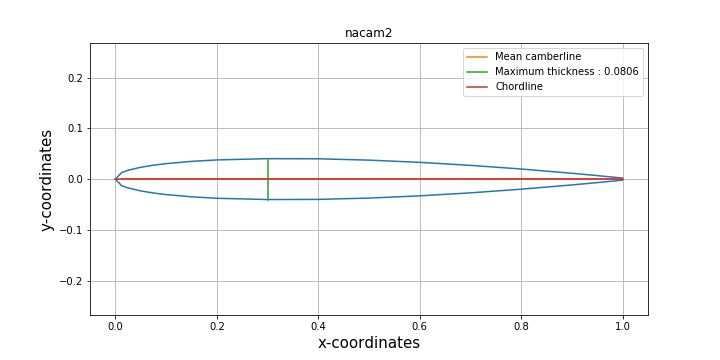 nacam2
Mean camberline
Maximum thickness : 0.0806
Chordline
y-coordinates
0.2
0.1
0.0
−0.1
−0.2
0.0 0.2 0.4 0.6 0.8 1.0
x-coordinates